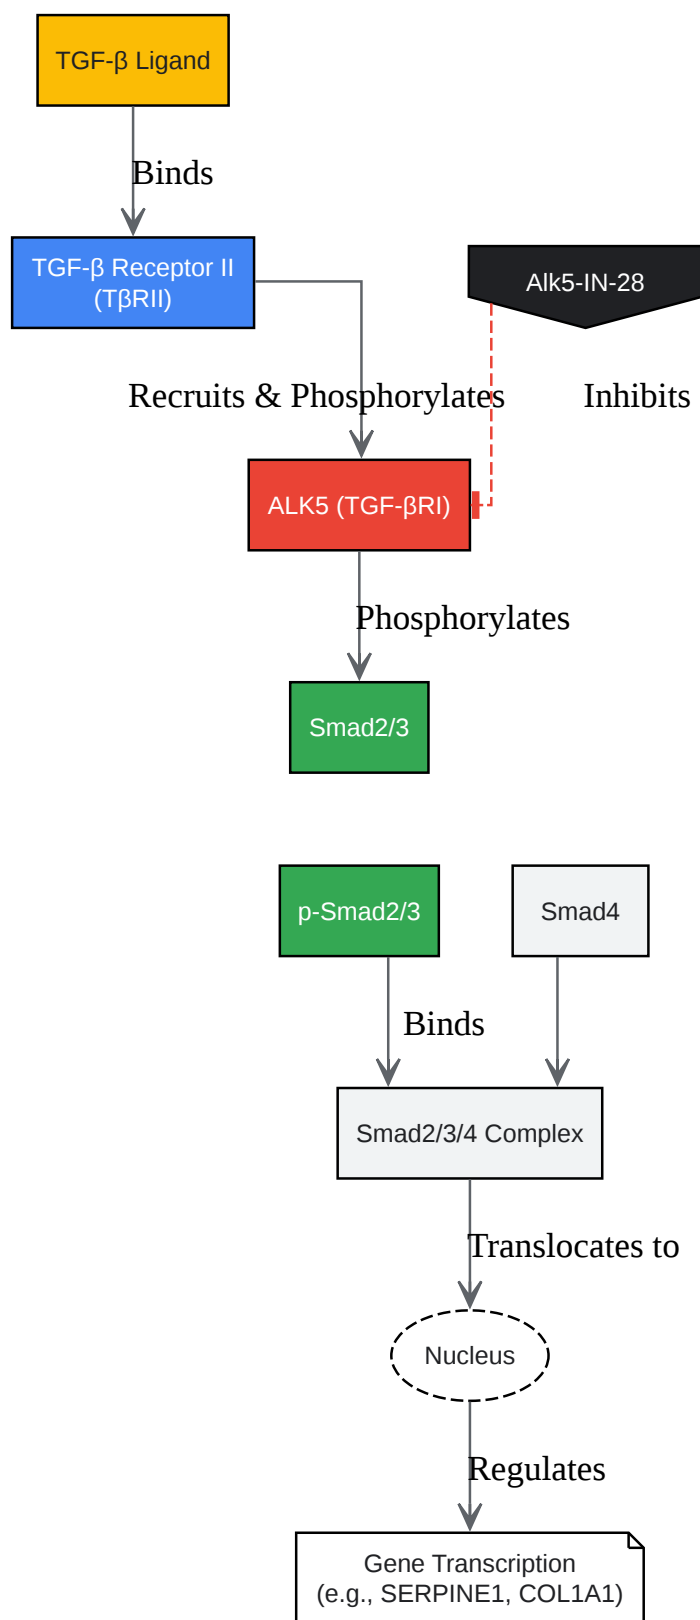 TGF-β Ligand
Binds
TGF-β Receptor II
(TβRII)
Alk5-IN-28
Recruits & Phosphorylates
Inhibits
ALK5 (TGF-βRI)
Phosphorylates
Smad2/3
p-Smad2/3
Smad4
Binds
Smad2/3/4 Complex
Translocates to
Nucleus
Regulates
Gene Transcription
(e.g., SERPINE1, COL1A1)